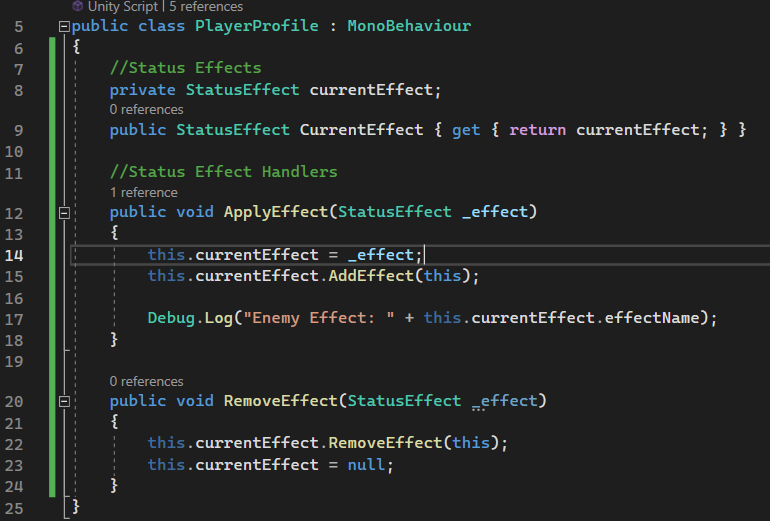 Unity Script | 5 references
5 public class PlayerProfile : MonoBehaviour
6 {
7 //Status Effects
8 private StatusEffect currentEffect;
0 references
9 public StatusEffect CurrentEffect { get { return currentEffect; } }
10
11 //Status Effect Handlers
1 reference
12 public void ApplyEffect(StatusEffect _effect)
13 {
14 this.currentEffect = _effect;
15 this.currentEffect.AddEffect(this);
16
17 Debug.Log("Enemy Effect: " + this.currentEffect.effectName);
18 }
19
0 references
20 public void RemoveEffect(StatusEffect _effect)
21 {
22 this.currentEffect.RemoveEffect(this);
23 this.currentEffect = null;
24 }
25 }